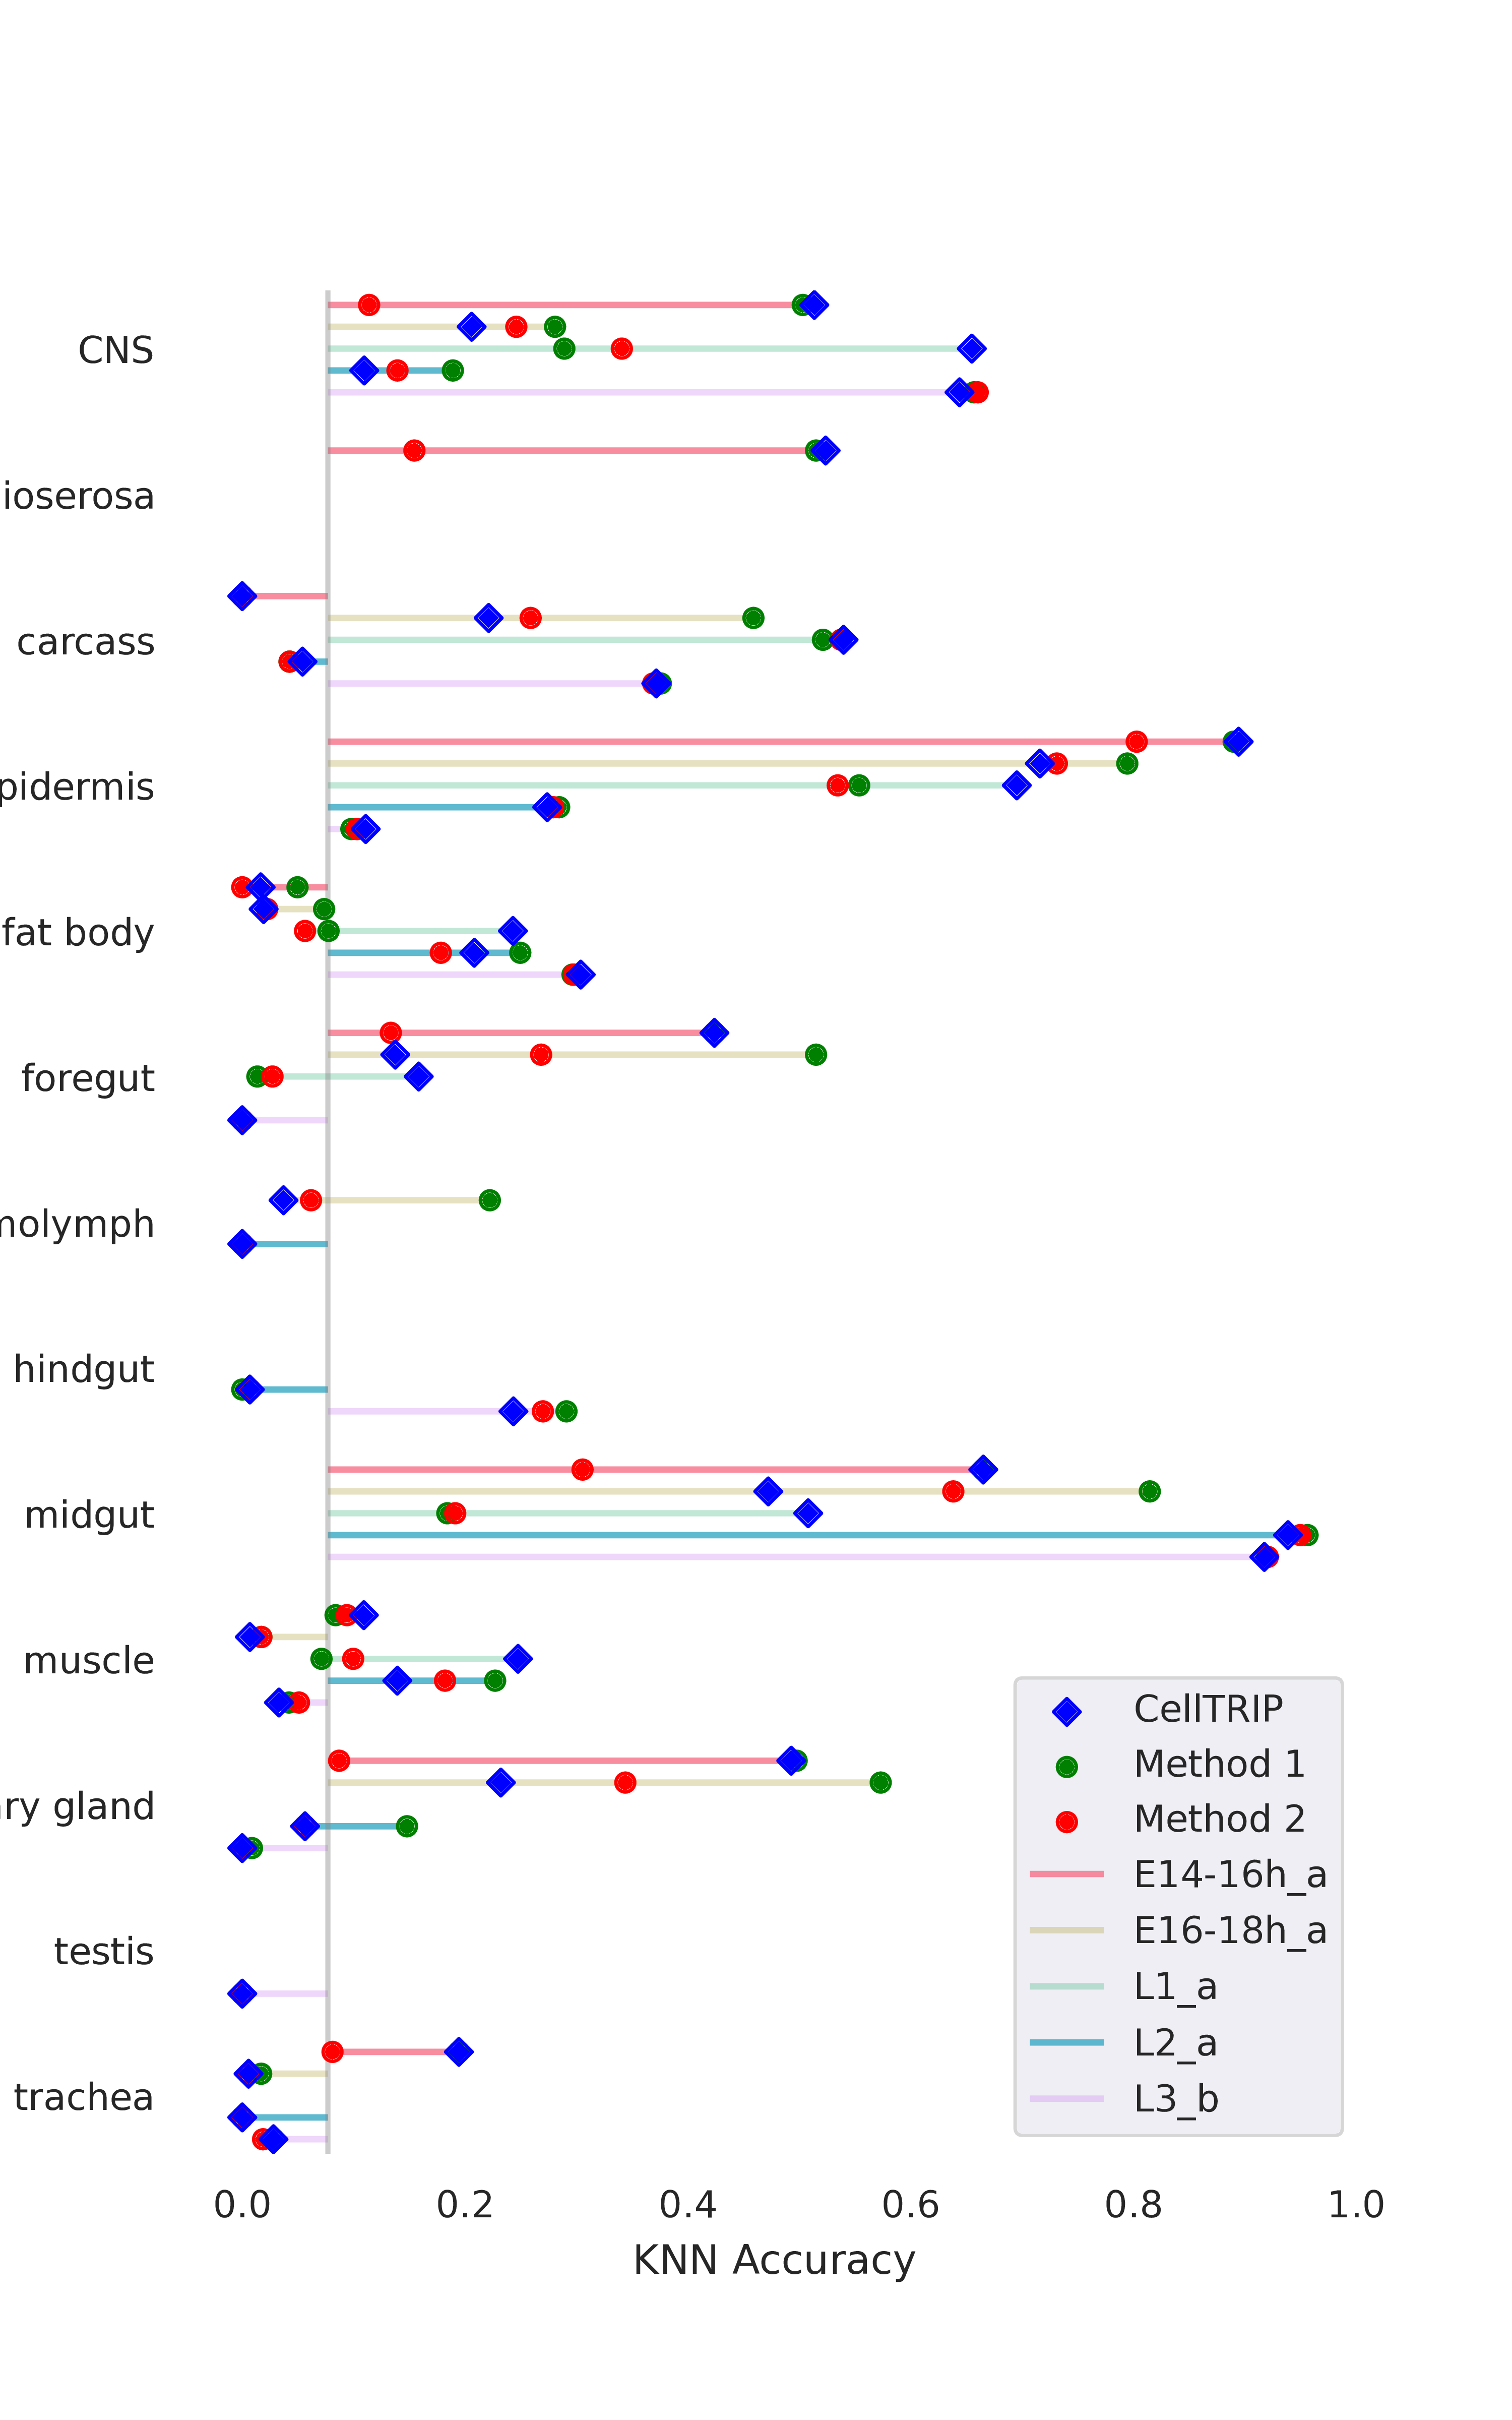 CNS
ioserosa
carcass
pidermis
fat body
foregut
molymph
hindgut
midgut
muscle
ry gland
testis
trachea
CellTRIP
Method 1
Method 2
E14-16h_a
E16-18h_a
L1_a
L2_a
L3_b
0.0 0.2 0.4 0.6 0.8 1.0
KNN Accuracy